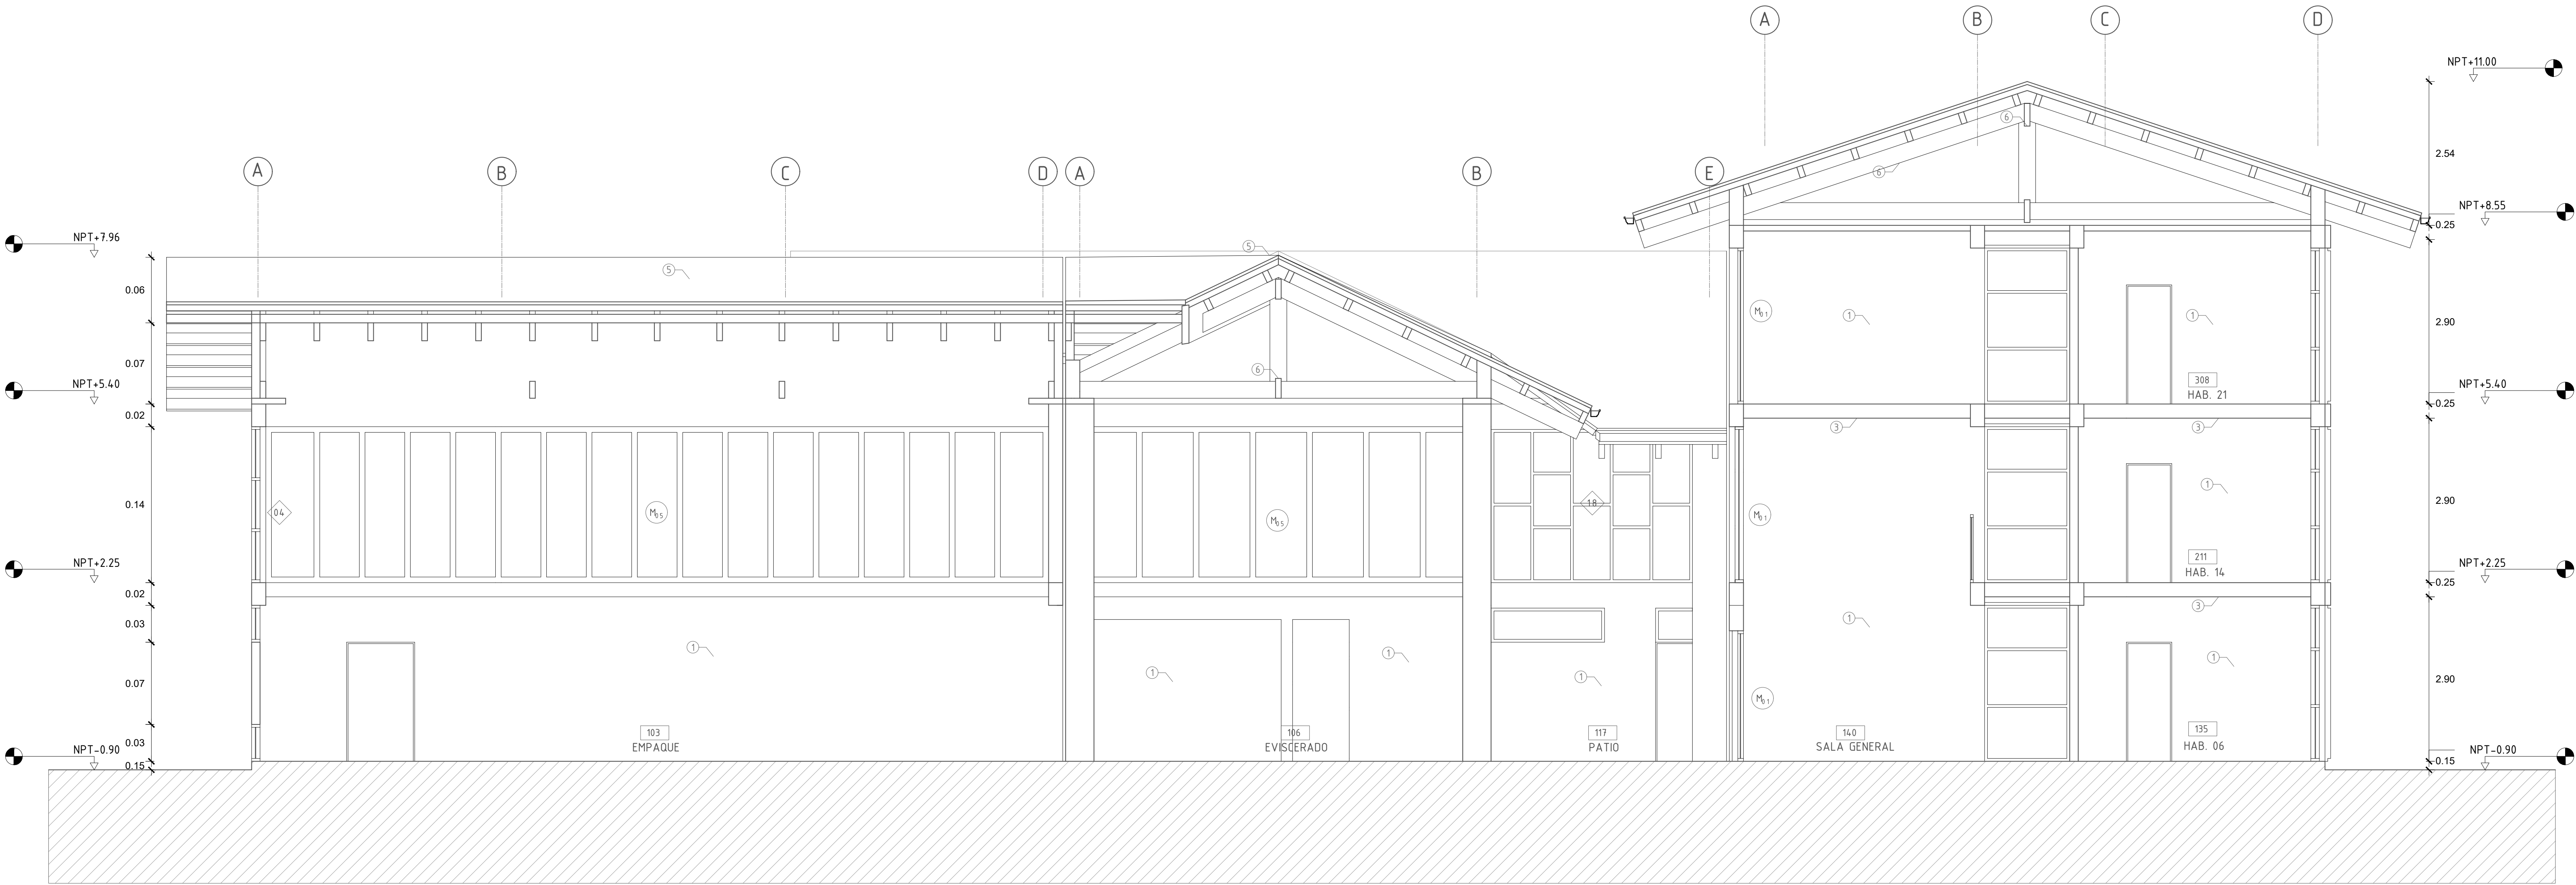 A B C D
NPT+11.00
6
2.54
6
A B C D A B E
NPT+8.55
0.25
NPT+7.96
5
5
0.06
M01
1
1
2.90
0.07
6
308
HAB. 21
NPT+5.40
NPT+5.40
0.25
0.02
3
3
0.14
04
M05
M05
18
M01
1
2.90
211
HAB. 14
NPT+2.25
NPT+2.25
0.25
0.02
3
0.03
1
1
1
1
1
1
0.07
2.90
M01
103
EMPAQUE
106
EVISCERADO
117
PATIO
140
SALA GENERAL
135
HAB. 06
0.03
NPT-0.90
NPT-0.90
0.15
0.15